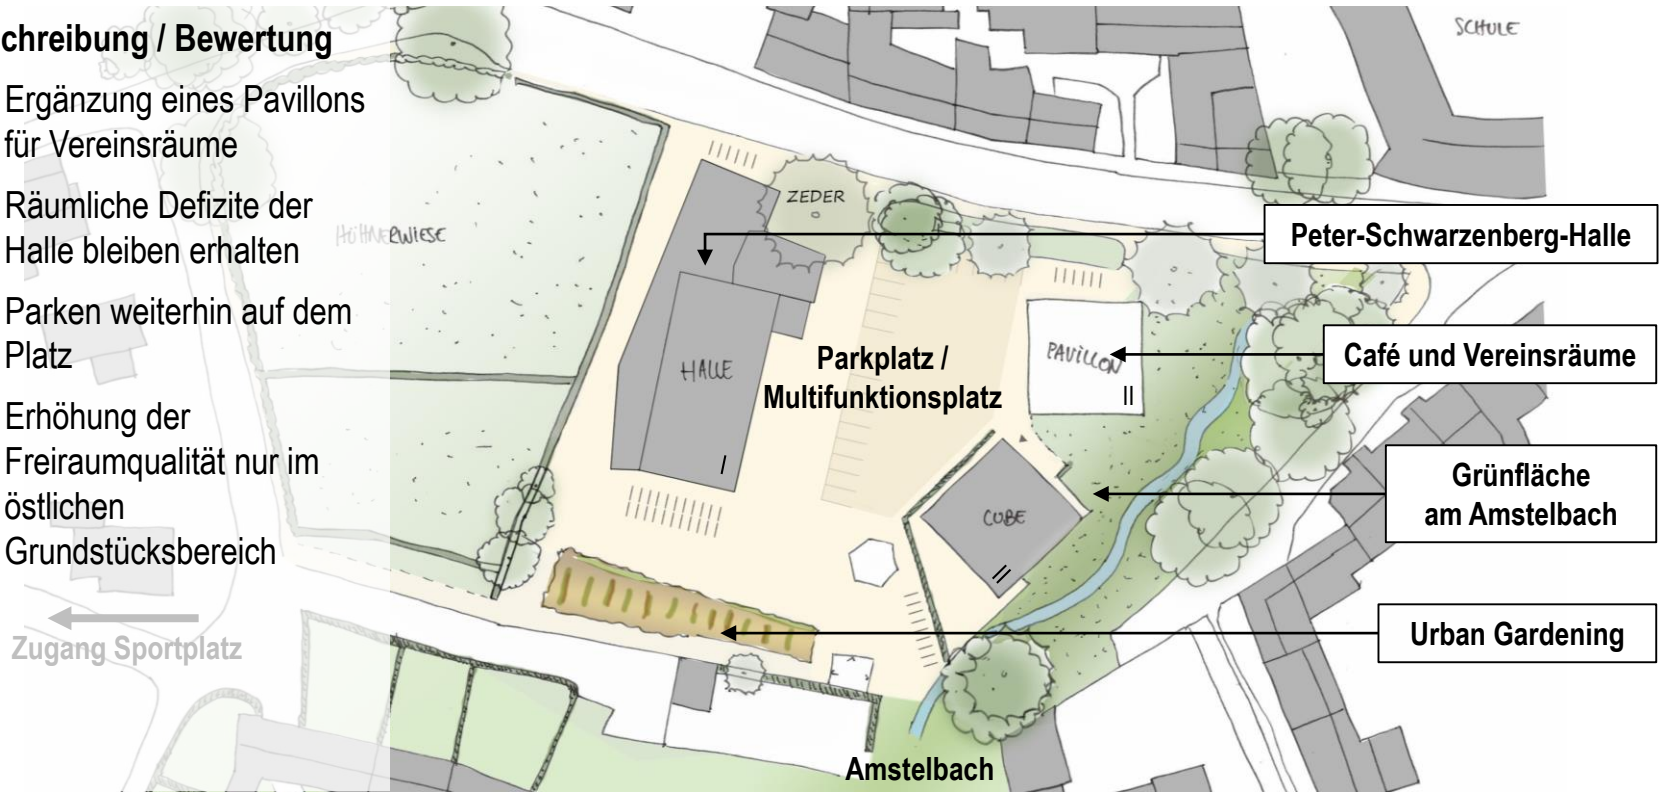 chreibung / Bewertung
Ergänzung eines Pavillons
für Vereinsräume
Räumliche Defizite der
Halle bleiben erhalten
Parken weiterhin auf dem
Platz
Erhöhung der
Freiraumqualität nur im
östlichen
Grundstücksbereich
Zugang Sportplatz
HÜHNERWIESE
ZEDER
HALLE
I
Parkplatz /
Multifunktionsplatz
PAVILLON
II
CUBE
II
SCHULE
Peter-Schwarzenberg-Halle
Café und Vereinsräume
Grünfläche
am Amstelbach
Urban Gardening
Amstelbach